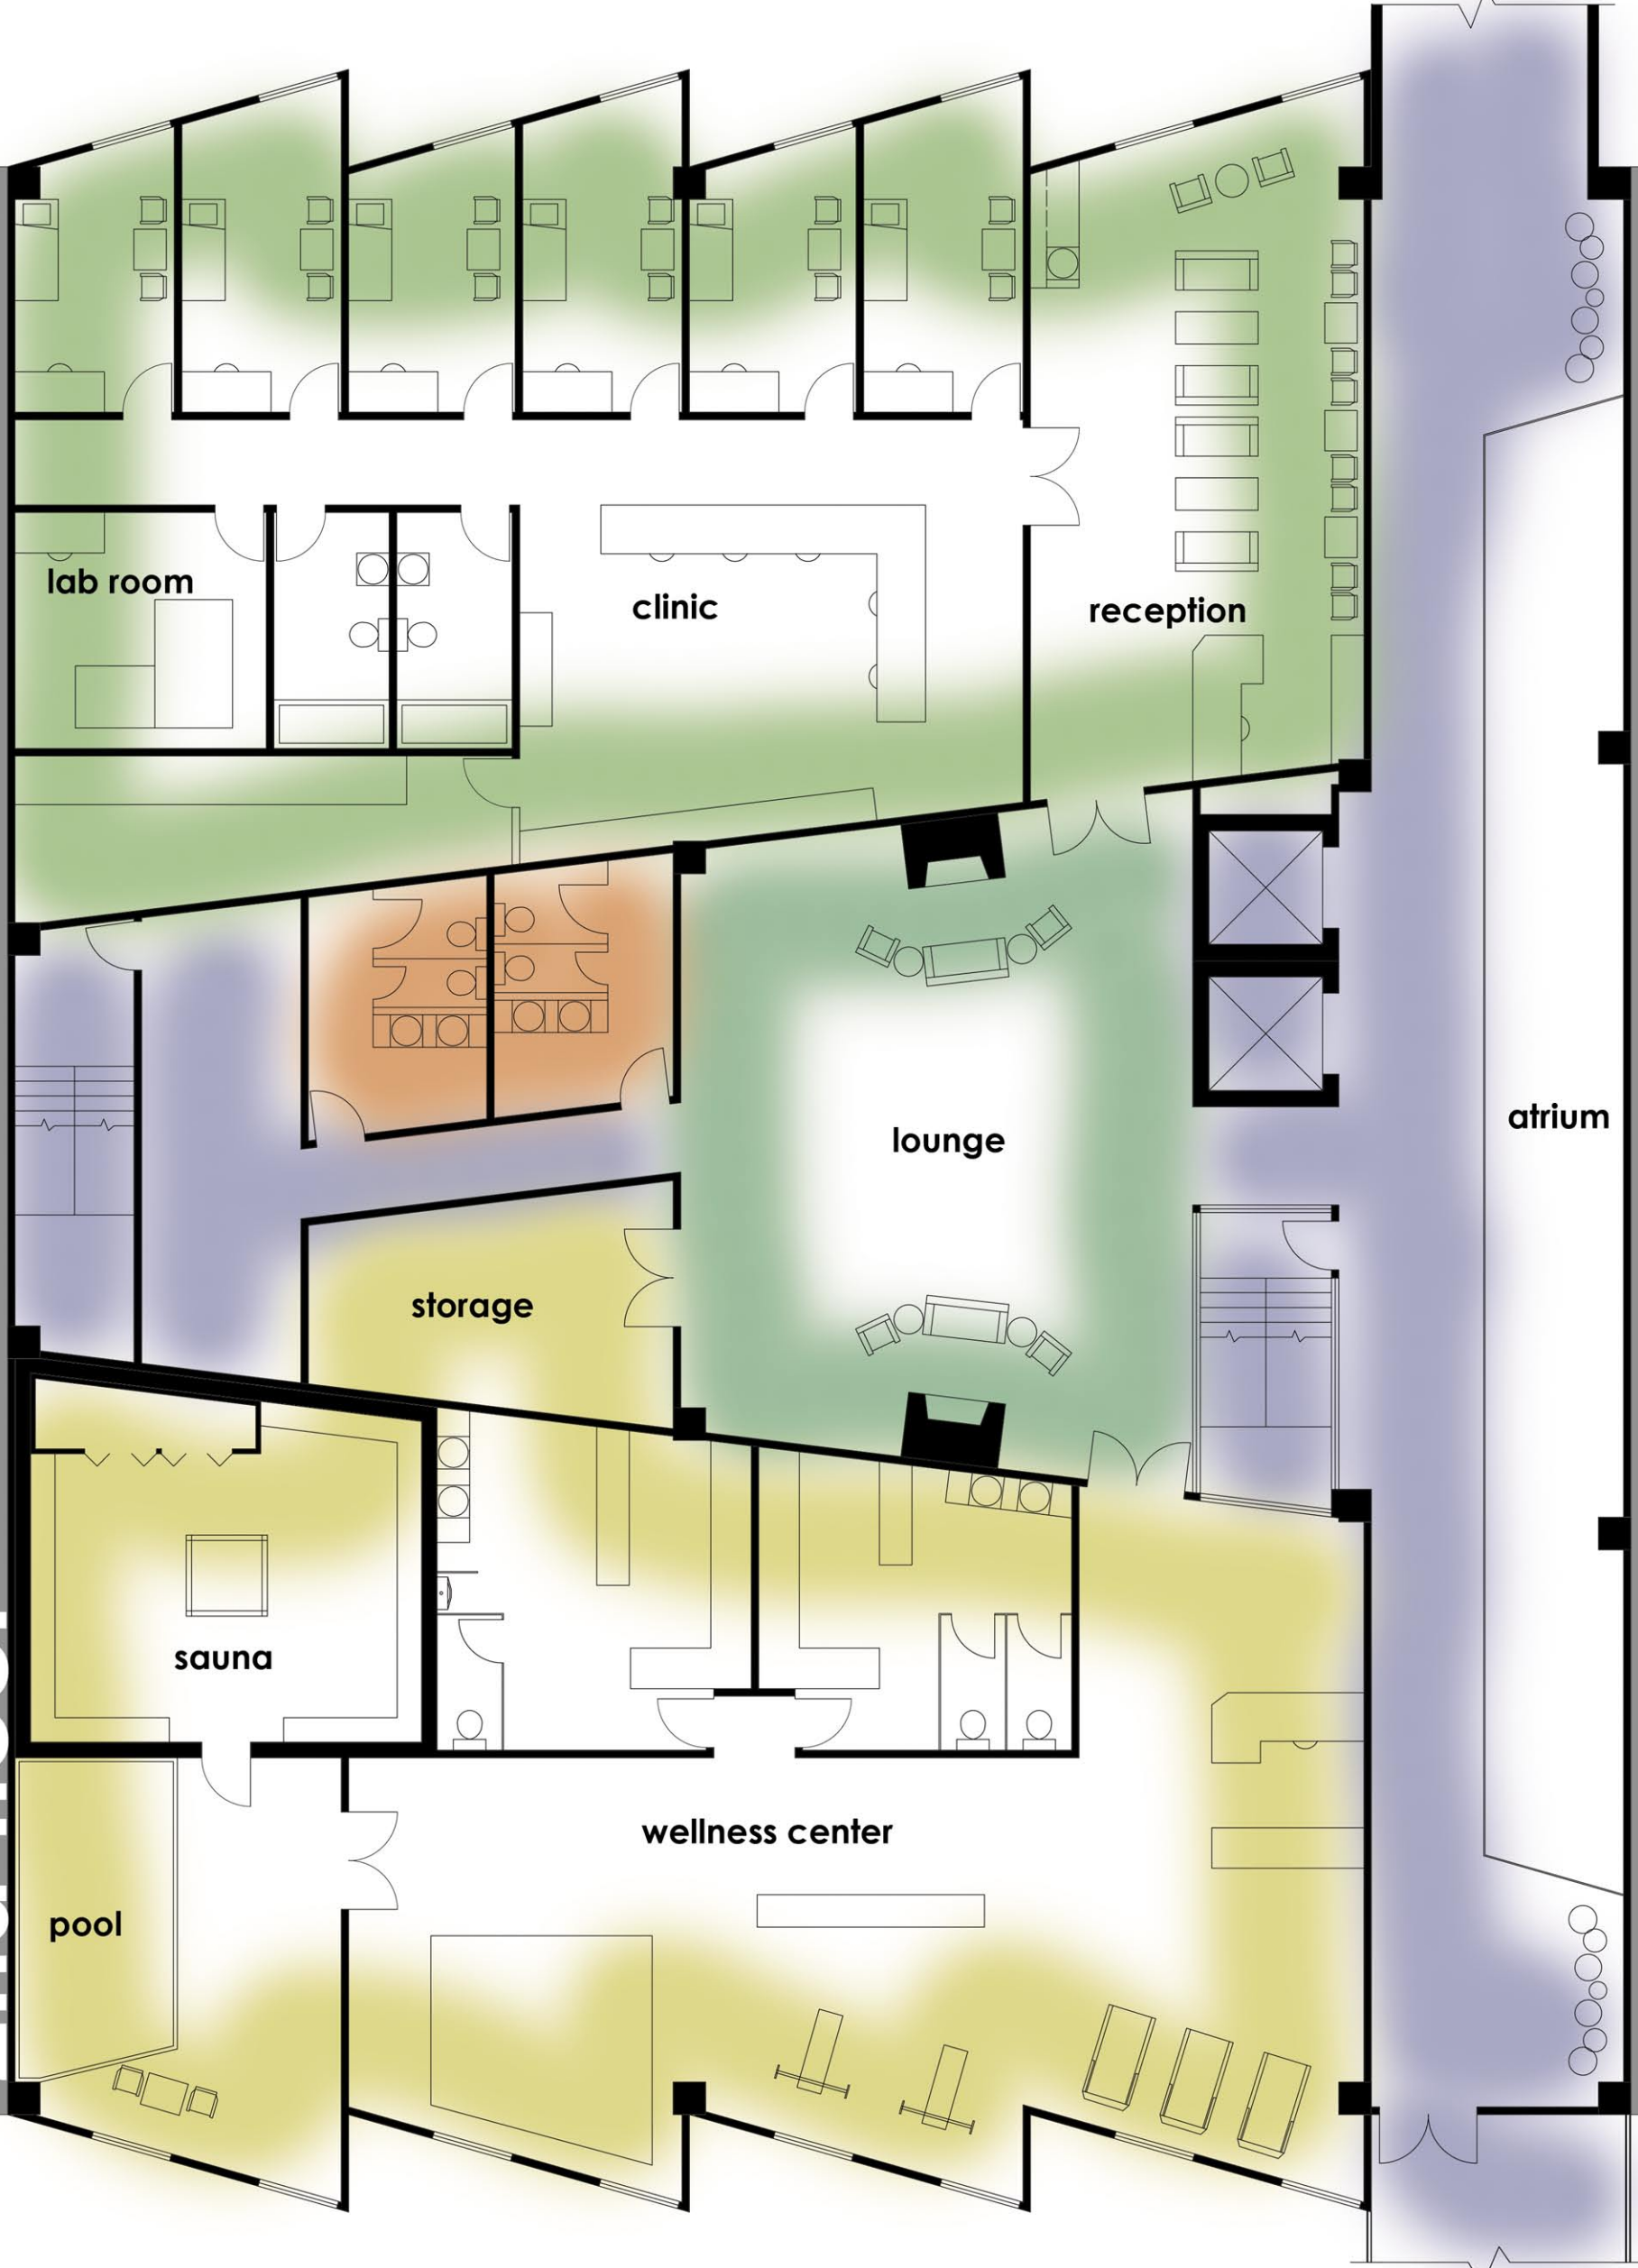 lab room
clinic
reception
lounge
atrium
storage
sauna
wellness center
pool